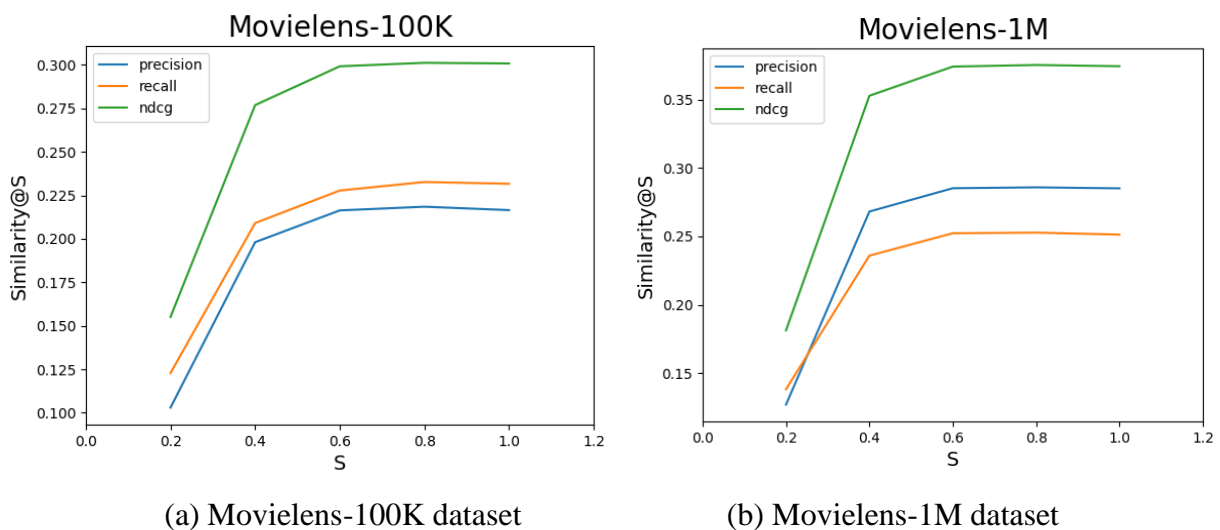 Movielens-100K
precision
recall
ndcg
0.300
0.275
0.250
0.225
0.200
0.175
0.150
0.125
0.100
Similarity@S
0.0 0.2 0.4 0.6 0.8 1.0 1.2
S
(a) Movielens-100K dataset
Movielens-1M
precision
recall
ndcg
0.35
0.30
0.25
0.20
0.15
Similarity@S
0.0 0.2 0.4 0.6 0.8 1.0 1.2
S
(b) Movielens-1M dataset